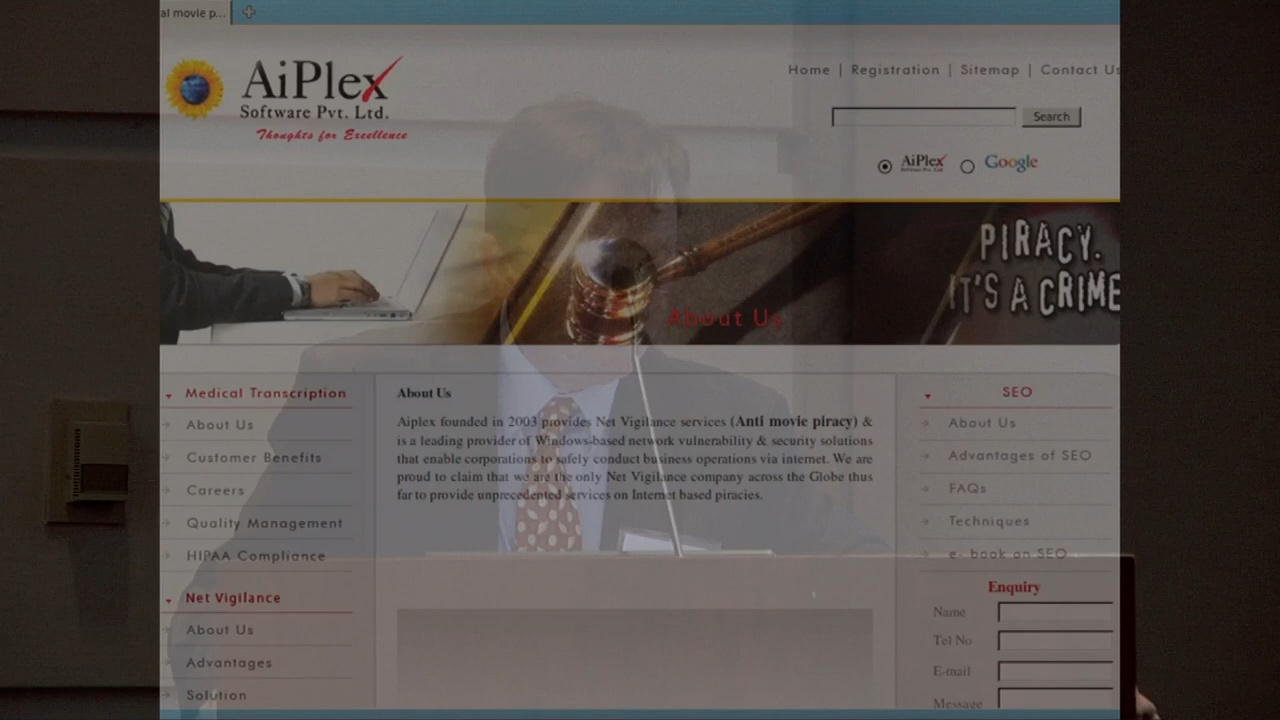 al movie p...
AiPlex
Software Pvt. Ltd.
Thoughts for Excellence
Home | Registration | Sitemap | Contact Us
Search
AiPlex
Google
PIRACY.
IT'S A CRIME
About Us
Medical Transcription
About Us
Customer Benefits
Careers
Quality Management
HIPAA Compliance
Net Vigilance
About Us
Advantages
Solution
About Us
Aiplex founded in 2003 provides Net Vigilance services (Anti movie piracy) &
is a leading provider of Windows-based network vulnerability & security solutions
that enable corporations to safely conduct business operations via internet. We are
proud to claim that we are the only Net Vigilance company across the Globe thus
far to provide unprecedented services on Internet based piracies.
SEO
About Us
Advantages of SEO
FAQs
Techniques
e- book on SEO
Enquiry
Name
Tel No
E-mail
Message